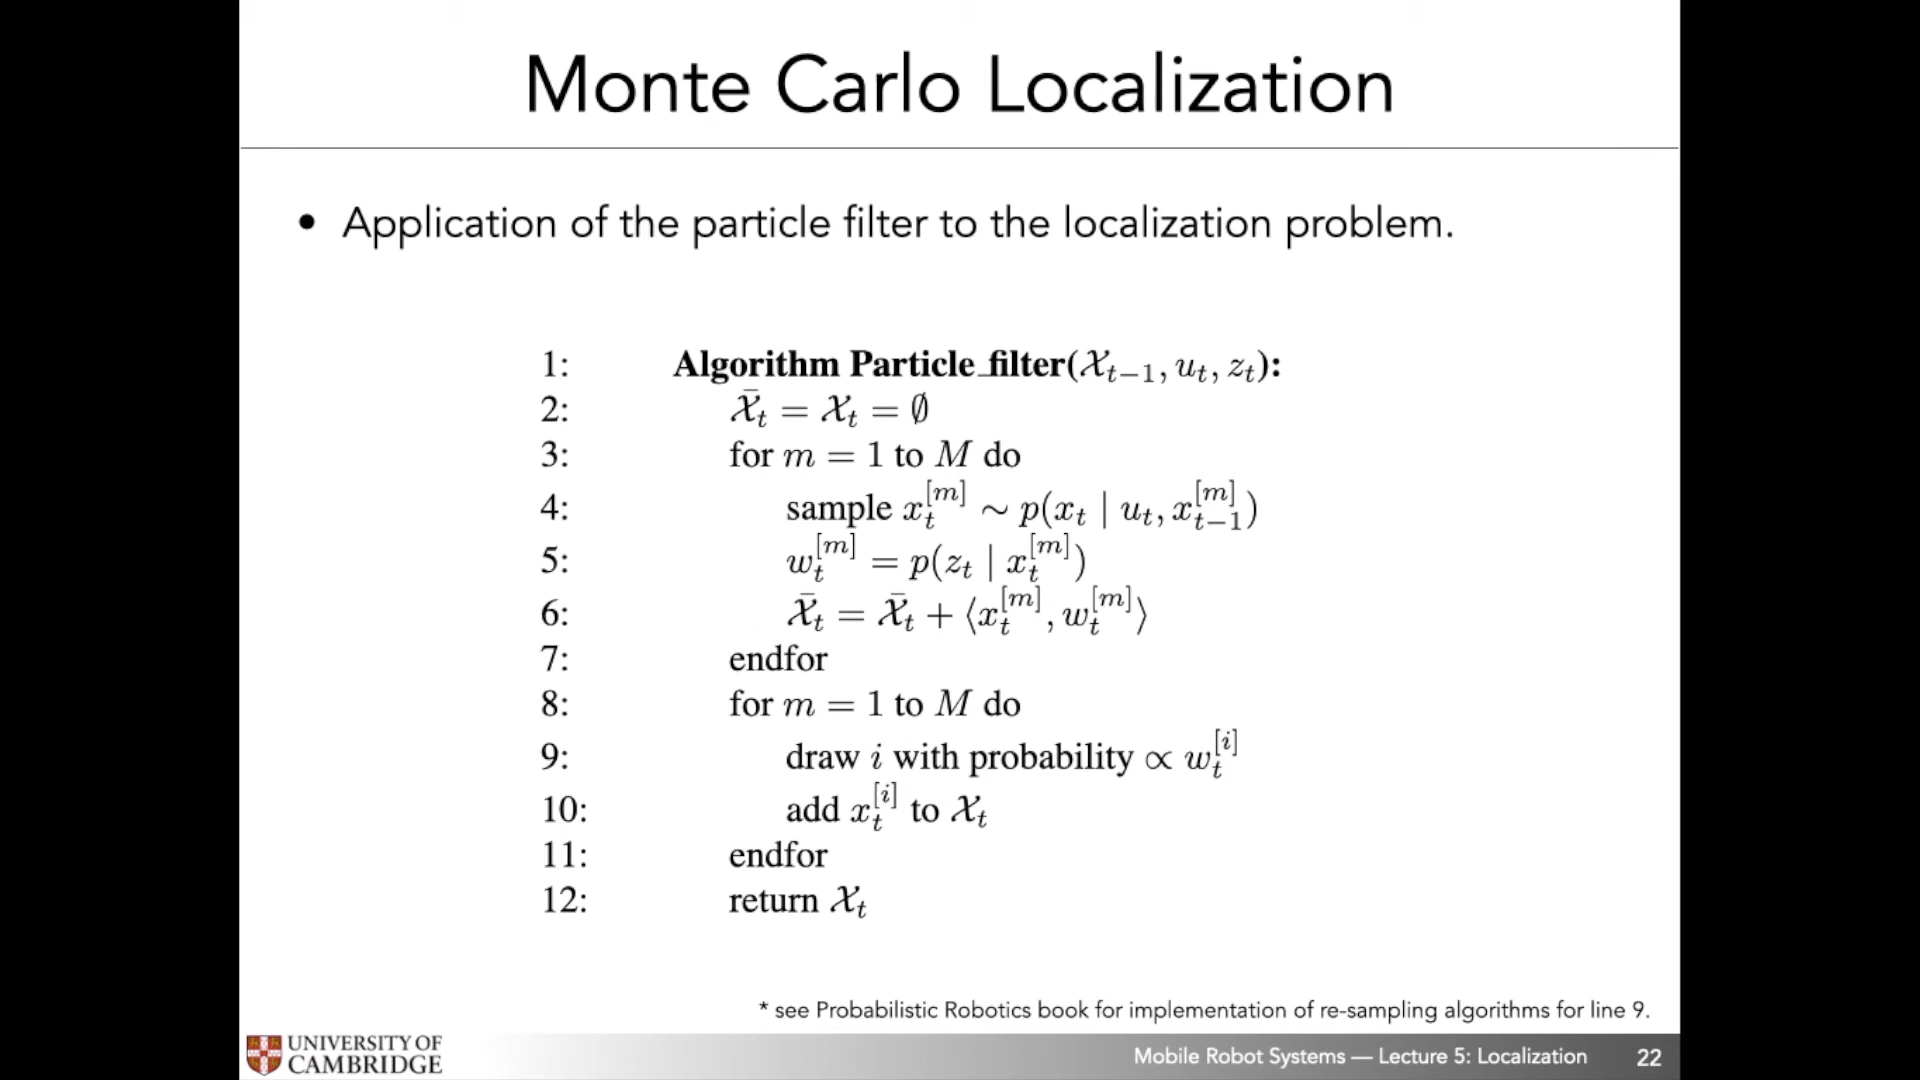 Monte Carlo Localization
• Application of the particle filter to the localization problem.
1: Algorithm Particle_filter(𝒳_{t−1}, u_t, z_t):
2: 𝒳̄_t = 𝒳_t = ∅
3: for m = 1 to M do
4: sample x_t^{[m]} ∼ p(x_t | u_t, x_{t−1}^{[m]})
5: w_t^{[m]} = p(z_t | x_t^{[m]})
6: 𝒳̄_t = 𝒳̄_t + ⟨x_t^{[m]}, w_t^{[m]}⟩
7: endfor
8: for m = 1 to M do
9: draw i with probability ∝ w_t^{[i]}
10: add x_t^{[i]} to 𝒳_t
11: endfor
12: return 𝒳_t
* see Probabilistic Robotics book for implementation of re-sampling algorithms for line 9.
UNIVERSITY OF
CAMBRIDGE
Mobile Robot Systems — Lecture 5: Localization 22